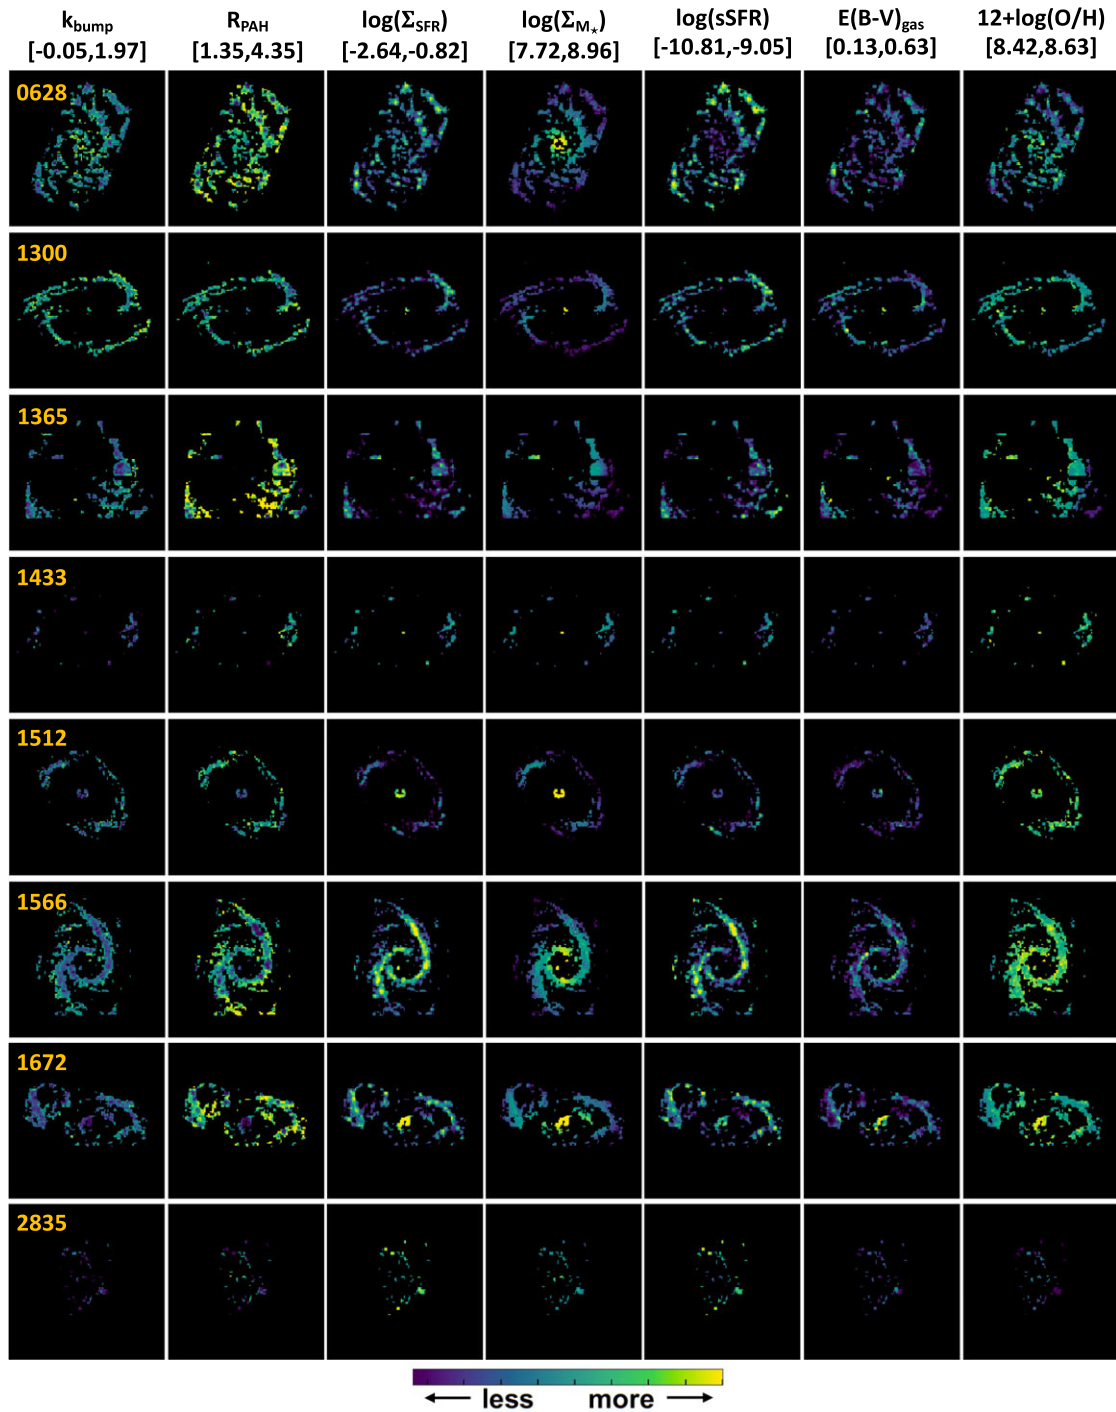 k_bump R_PAH log(Σ_SFR) log(Σ_M⋆) log(sSFR) E(B-V)_gas 12+log(O/H)
[-0.05,1.97] [1.35,4.35] [-2.64,-0.82] [7.72,8.96] [-10.81,-9.05] [0.13,0.63] [8.42,8.63]
0628
1300
1365
1433
1512
1566
1672
2835
← less more →